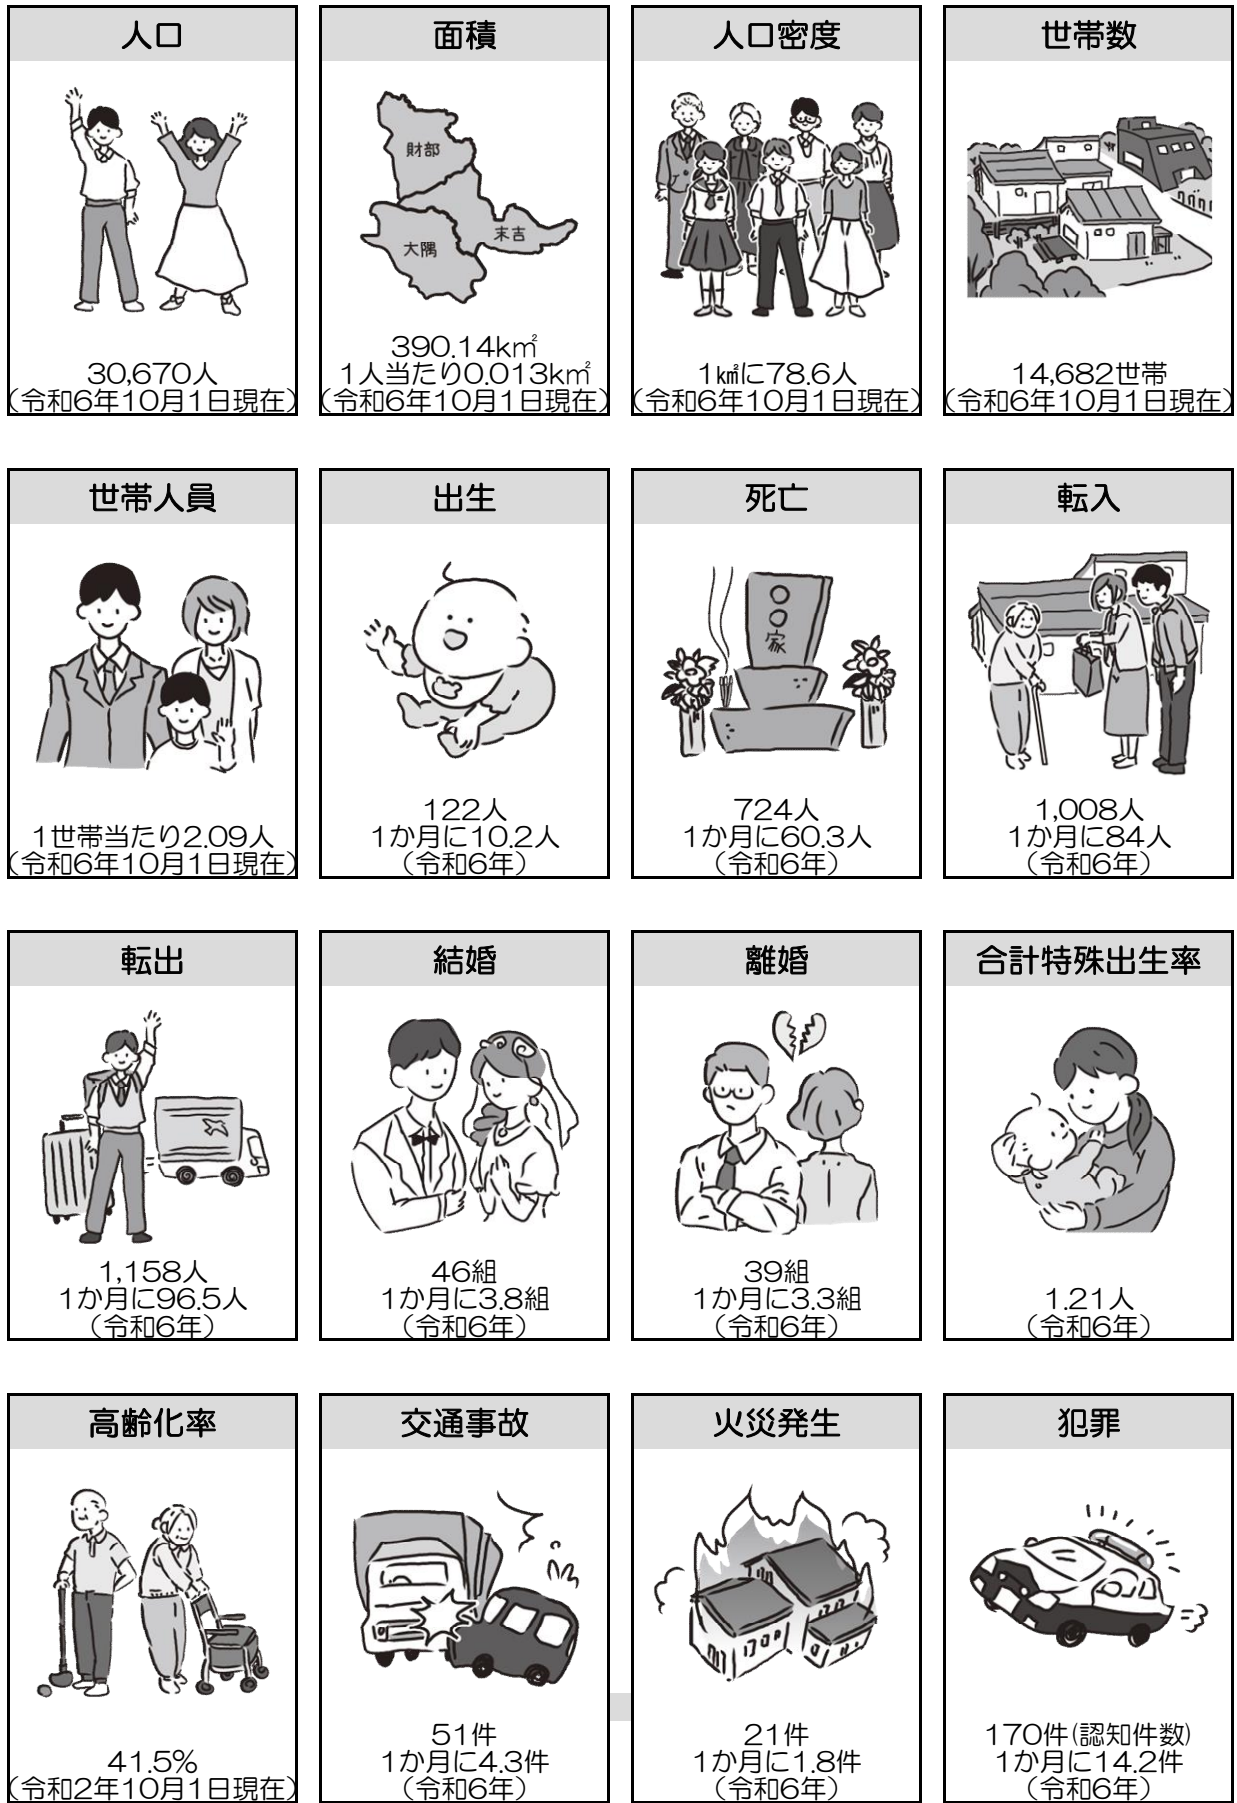 人口
財部
大隅
末吉
30,670人
(令和6年10月1日現在)
面積
390.14k㎡
1人当たり0.013k㎡
(令和6年10月1日現在)
人口密度
1k㎡に78.6人
(令和6年10月1日現在)
世帯数
14,682世帯
(令和6年10月1日現在)
世帯人員
1世帯当たり2.09人
(令和6年10月1日現在)
出生
122人
1か月に10.2人
(令和6年)
死亡
〇
〇
家
724人
1か月に60.3人
(令和6年)
転入
1,008人
1か月に84人
(令和6年)
転出
1,158人
1か月に96.5人
(令和6年)
結婚
46組
1か月に3.8組
(令和6年)
離婚
39組
1か月に3.3組
(令和6年)
合計特殊出生率
1.21人
(令和6年)
高齢化率
41.5%
(令和2年10月1日現在)
交通事故
51件
1か月に4.3件
(令和6年)
火災発生
21件
1か月に1.8件
(令和6年)
犯罪
170件(認知件数)
1か月に14.2件
(令和6年)